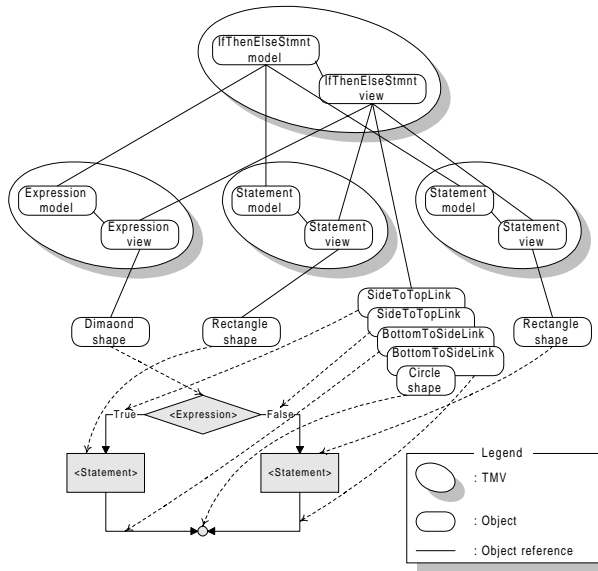 IfThenElseStmnt
model
IfThenElseStmnt
view
Expression
model
Expression
view
Statement
model
Statement
view
Statement
model
Statement
view
Dimaond
shape
Rectangle
shape
SideToTopLink
SideToTopLink
BottomToSideLink
BottomToSideLink
Circle
shape
Rectangle
shape
True
<Expression>
False
<Statement>
<Statement>
Legend
: TMV
: Object
: Object reference